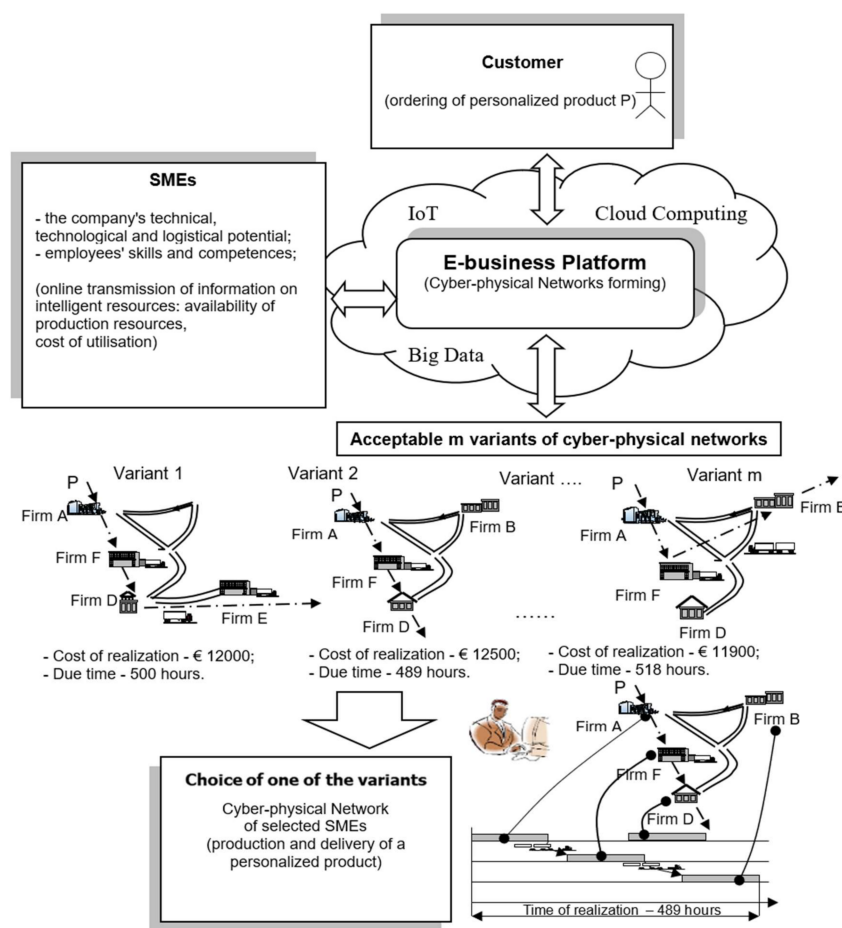 Customer
(ordering of personalized product P)
SMEs
- the company's technical,
technological and logistical potential;
- employees' skills and competences;
(online transmission of information on
intelligent resources: availability of
production resources,
cost of utilisation)
IoT
Cloud Computing
E-business Platform
(Cyber-physical Networks forming)
Big Data
Acceptable m variants of cyber-physical networks
Variant 1
P
Firm A
Firm F
Firm D
Firm E
- Cost of realization - € 12000;
- Due time - 500 hours.
Variant 2
P
Firm A
Firm B
Firm F
Firm D
- Cost of realization - € 12500;
- Due time - 489 hours.
Variant ....
......
Variant m
P
Firm A
Firm B
Firm F
Firm D
- Cost of realization - € 11900;
- Due time - 518 hours.
Choice of one of the variants
Cyber-physical Network
of selected SMEs
(production and delivery of a
personalized product)
P
Firm A
Firm B
Firm F
Firm D
Time of realization – 489 hours